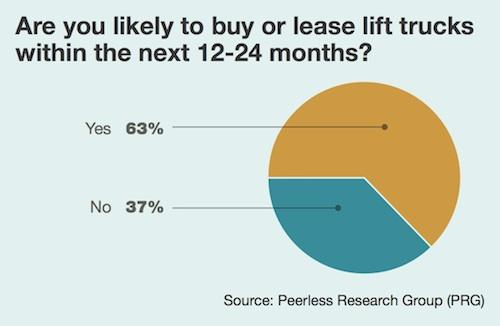 Are you likely to buy or lease lift trucks
within the next 12-24 months?
Yes 63%
No 37%
Source: Peerless Research Group (PRG)